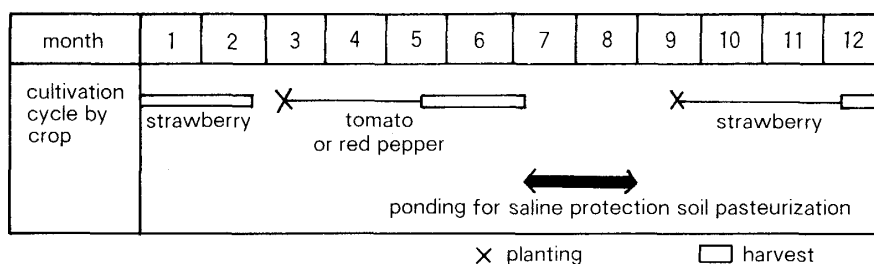 month 1 2 3 4 5 6 7 8 9 10 11 12
cultivation
cycle by
crop
strawberry tomato strawberry
or red pepper
ponding for saline protection soil pasteurization
planting harvest